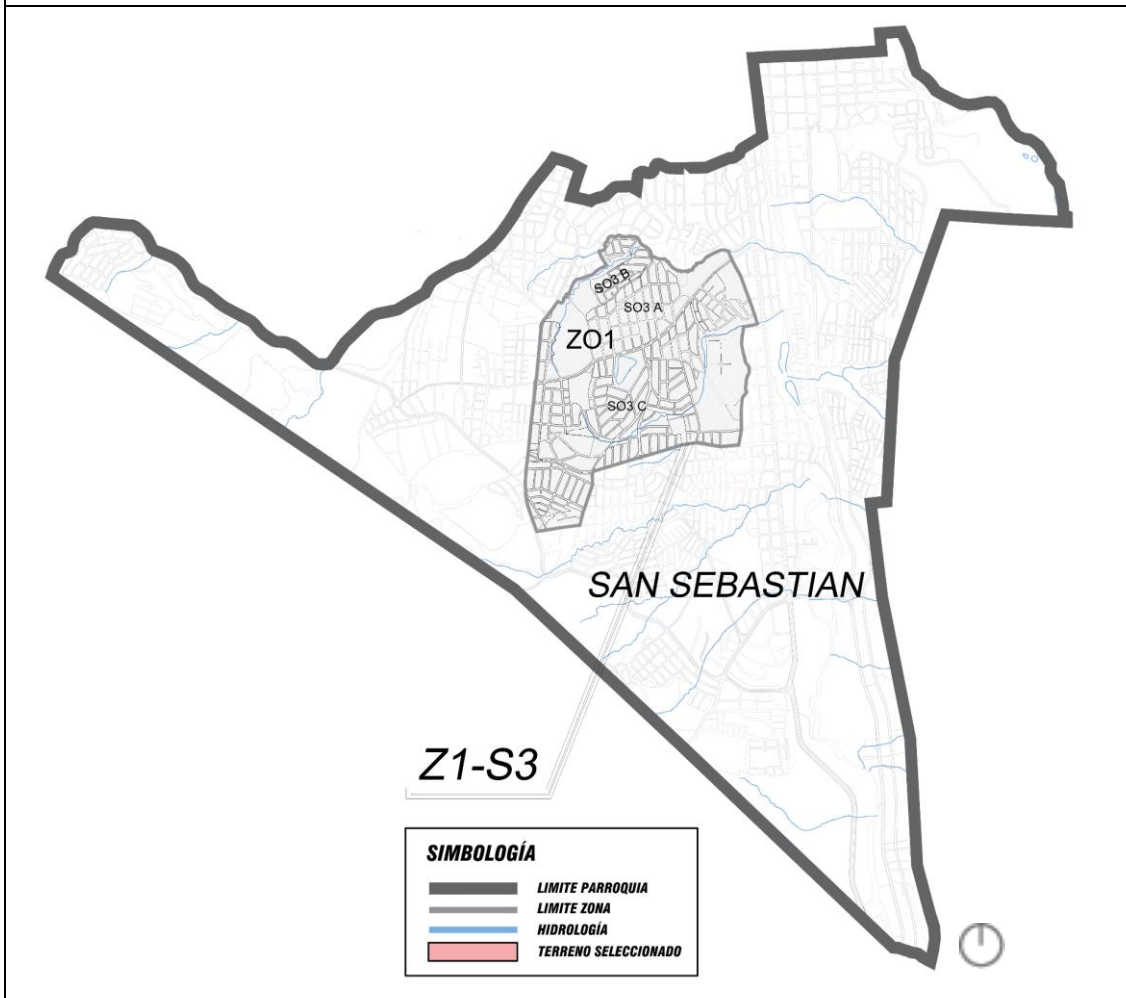 SO3 B
SO3 A
ZO1
SO3 C
SAN SEBASTIAN
Z1-S3
SIMBOLOGÍA
LIMITE PARROQUIA
LIMITE ZONA
HIDROLOGÍA
TERRENO SELECCIONADO